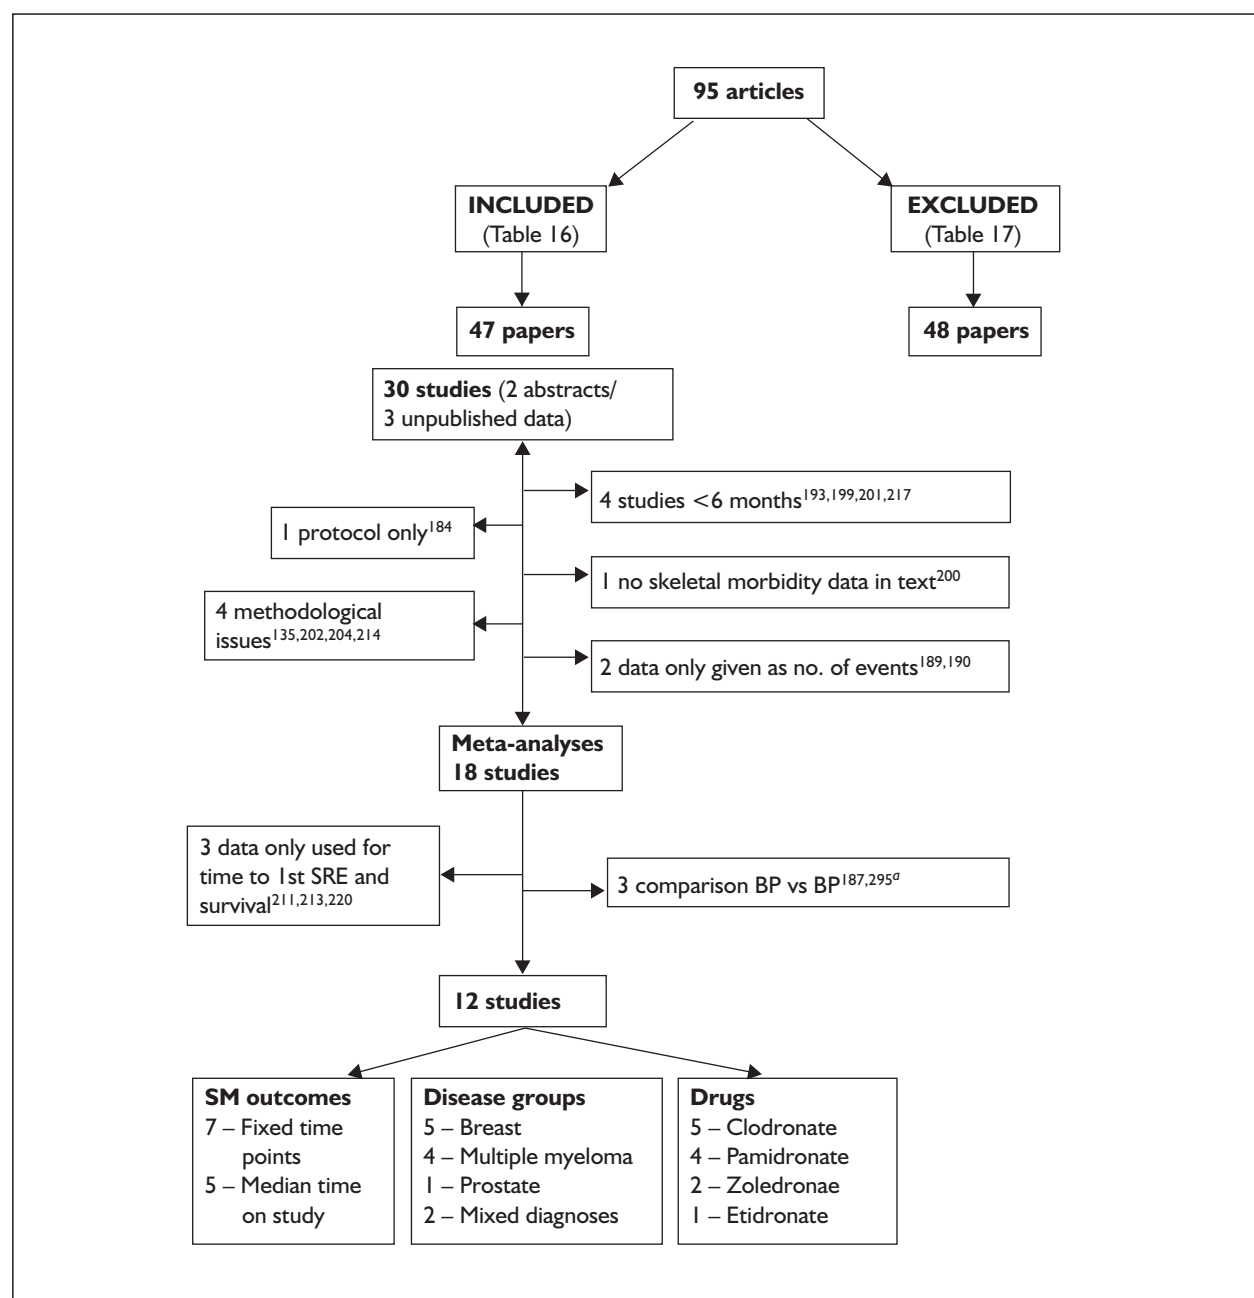 95 articles
INCLUDED
(Table 16)
EXCLUDED
(Table 17)
47 papers
48 papers
30 studies (2 abstracts/
3 unpublished data)
4 studies <6 months193,199,201,217
1 protocol only184
1 no skeletal morbidity data in text200
4 methodological
issues135,202,204,214
2 data only given as no. of events189,190
Meta-analyses
18 studies
3 data only used for
time to 1st SRE and
survival211,213,220
3 comparison BP vs BP187,295a
12 studies
SM outcomes
7 – Fixed time
points
5 – Median time
on study
Disease groups
5 – Breast
4 – Multiple myeloma
1 – Prostate
2 – Mixed diagnoses
Drugs
5 – Clodronate
4 – Pamidronate
2 – Zoledronae
1 – Etidronate